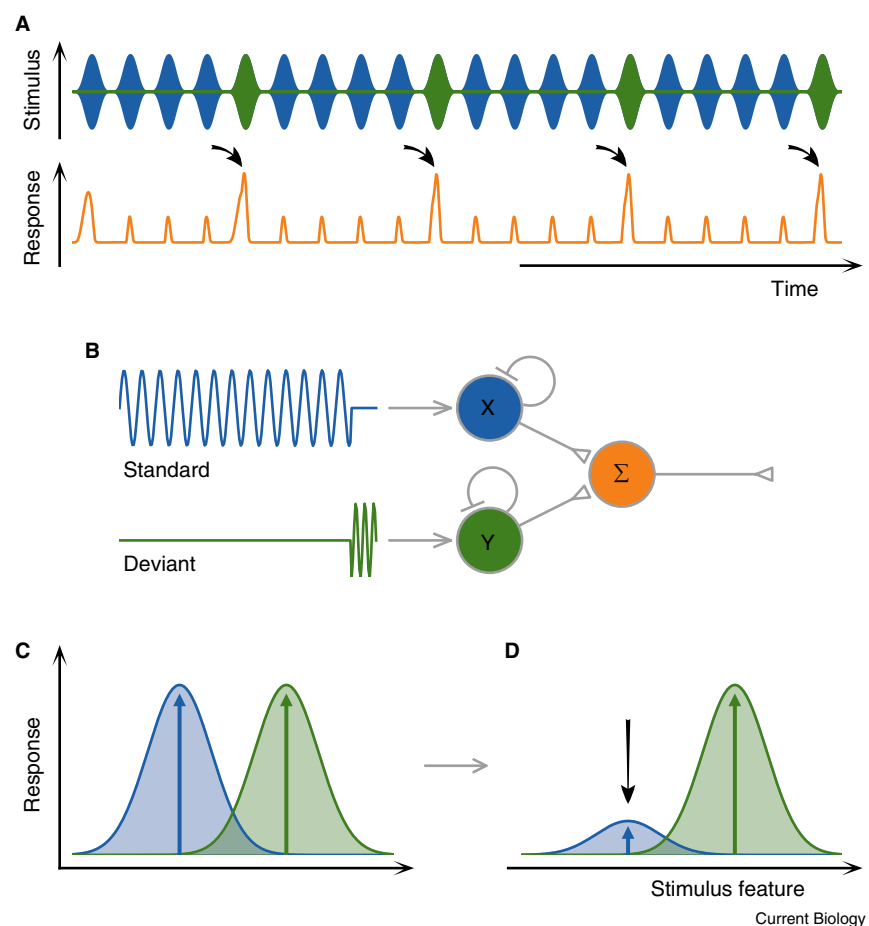 A
Stimulus
Response
Time
B
Standard
X
Σ
Deviant
Y
C
D
Response
Stimulus feature
Current Biology